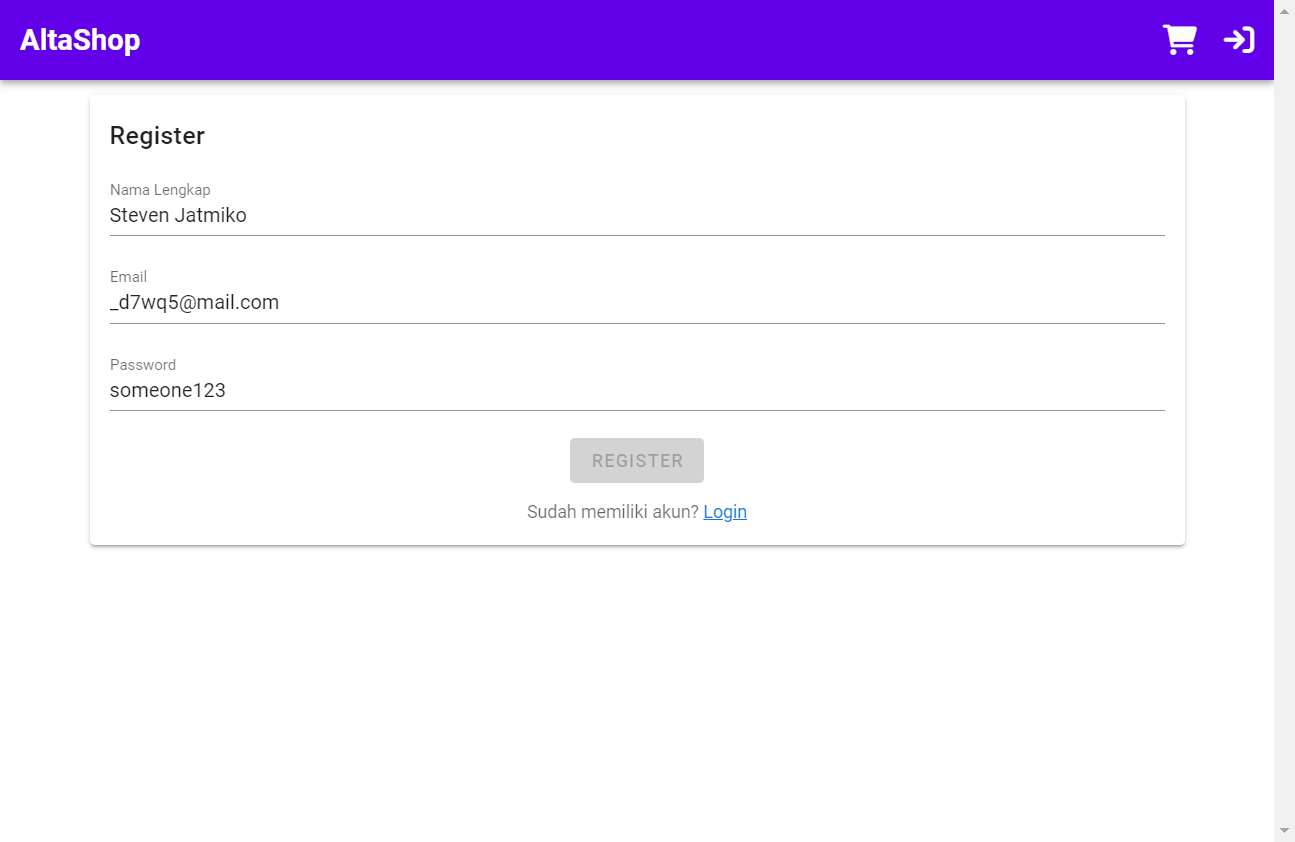 AltaShop
Register
Nama Lengkap
Steven Jatmiko
Email
_d7wq5@mail.com
Password
someone123
REGISTER
Sudah memiliki akun? Login